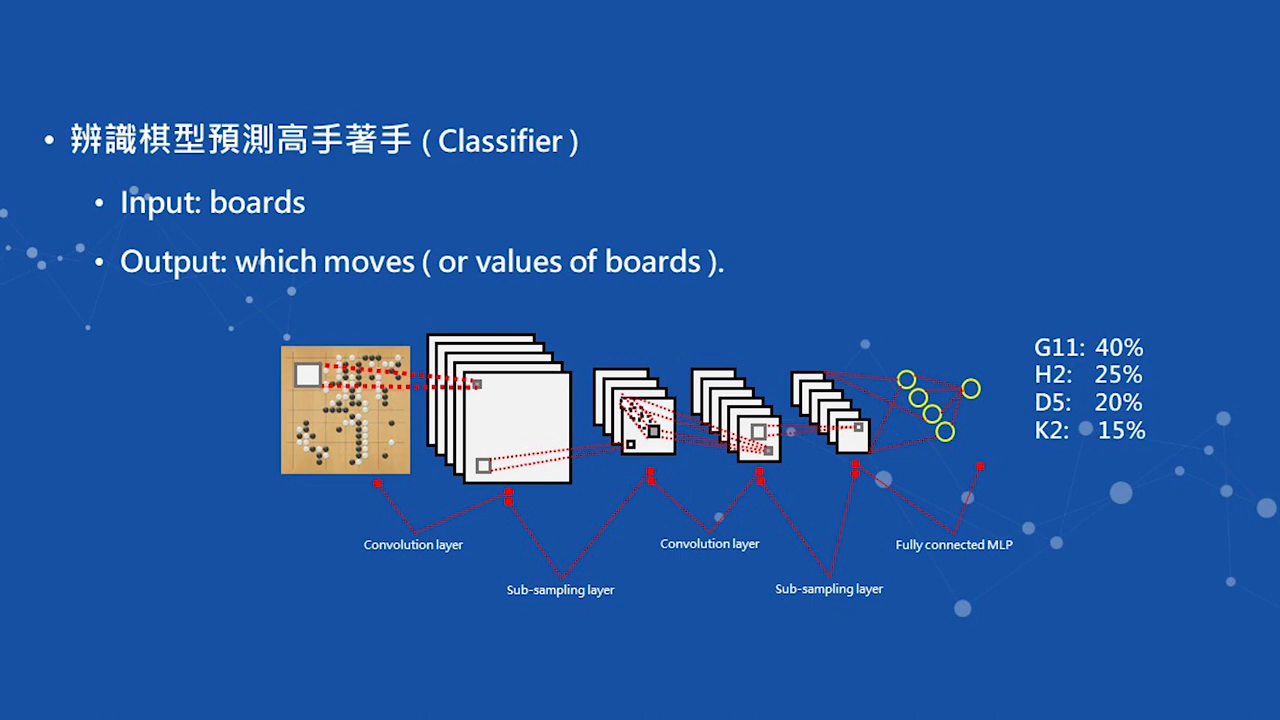 • 辨識棋型預測高手著手 ( Classifier )
• Input: boards
• Output: which moves ( or values of boards ).
G11: 40%
H2: 25%
D5: 20%
K2: 15%
Convolution layer
Sub-sampling layer
Convolution layer
Sub-sampling layer
Fully connected MLP